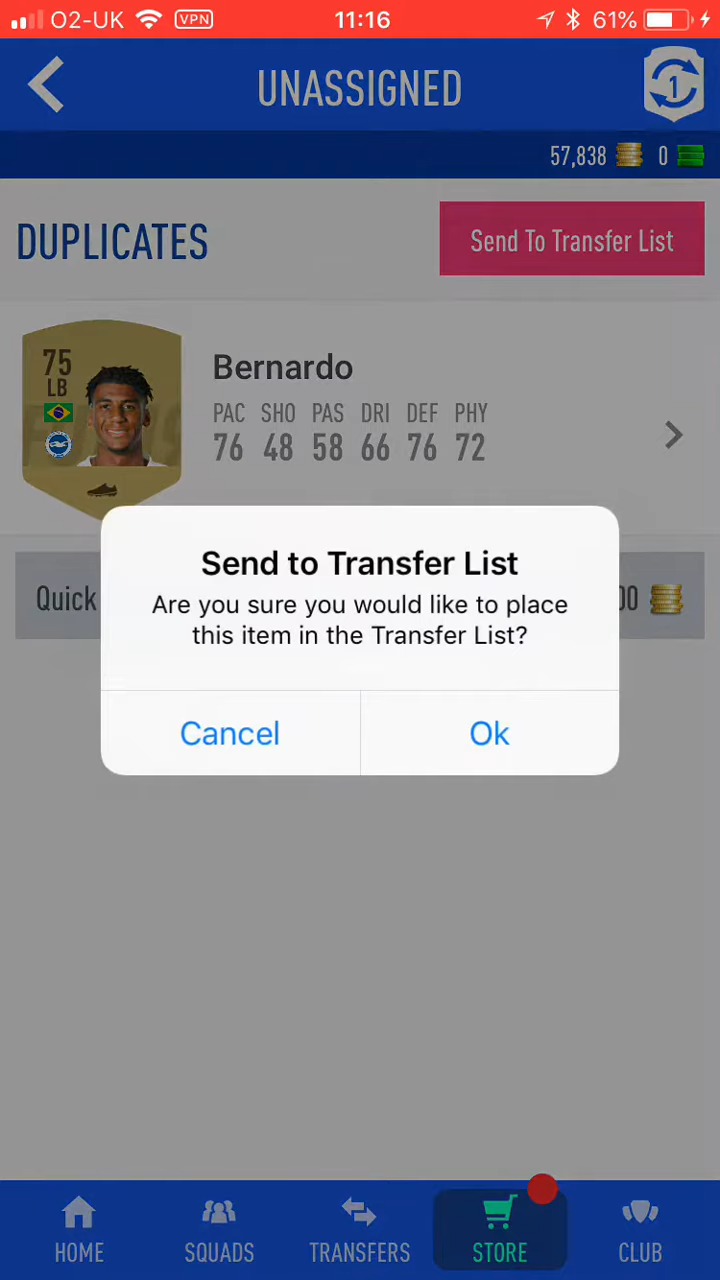 O2-UK VPN 11:16 61%
UNASSIGNED
1
57,838 0
DUPLICATES
Send To Transfer List
75
LB
Bernardo
PAC SHO PAS DRI DEF PHY
76 48 58 66 76 72
Send to Transfer List
Are you sure you would like to place
this item in the Transfer List?
Quick
00
Cancel Ok
HOME SQUADS TRANSFERS STORE CLUB